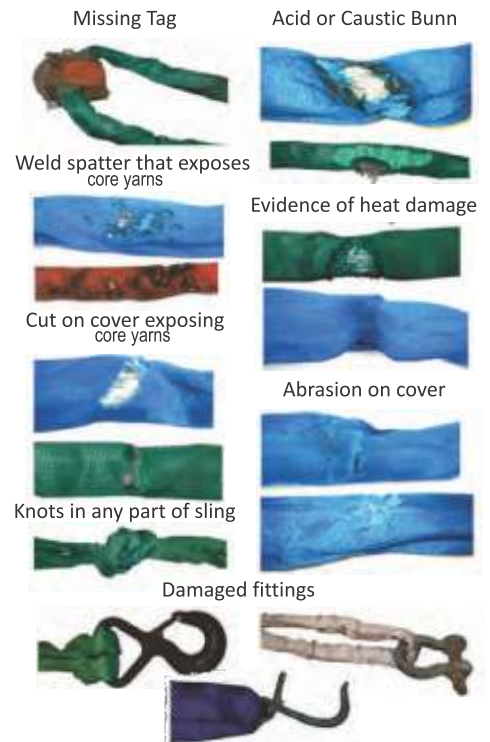 Missing Tag
Acid or Caustic Bunn
Weld spatter that exposes
core yarns
Evidence of heat damage
Cut on cover exposing
core yarns
Abrasion on cover
Knots in any part of sling
Damaged fittings